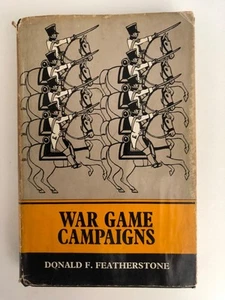 WAR GAME
CAMPAIGNS
DONALD F. FEATHERSTONE